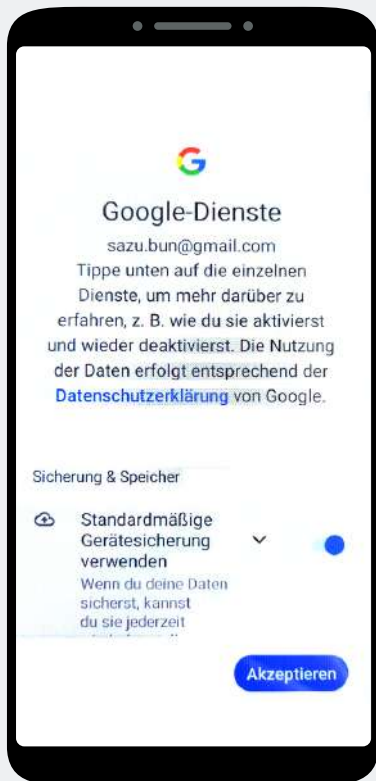 Google-Dienste
sazu.bun@gmail.com
Tippe unten auf die einzelnen
Dienste, um mehr darüber zu
erfahren, z. B. wie du sie aktivierst
und wieder deaktivierst. Die Nutzung
der Daten erfolgt entsprechend der
Datenschutzerklärung von Google.
Sicherung & Speicher
Standardmäßige
Gerätesicherung
verwenden
Wenn du deine Daten
sicherst, kannst
du sie jederzeit
Akzeptieren